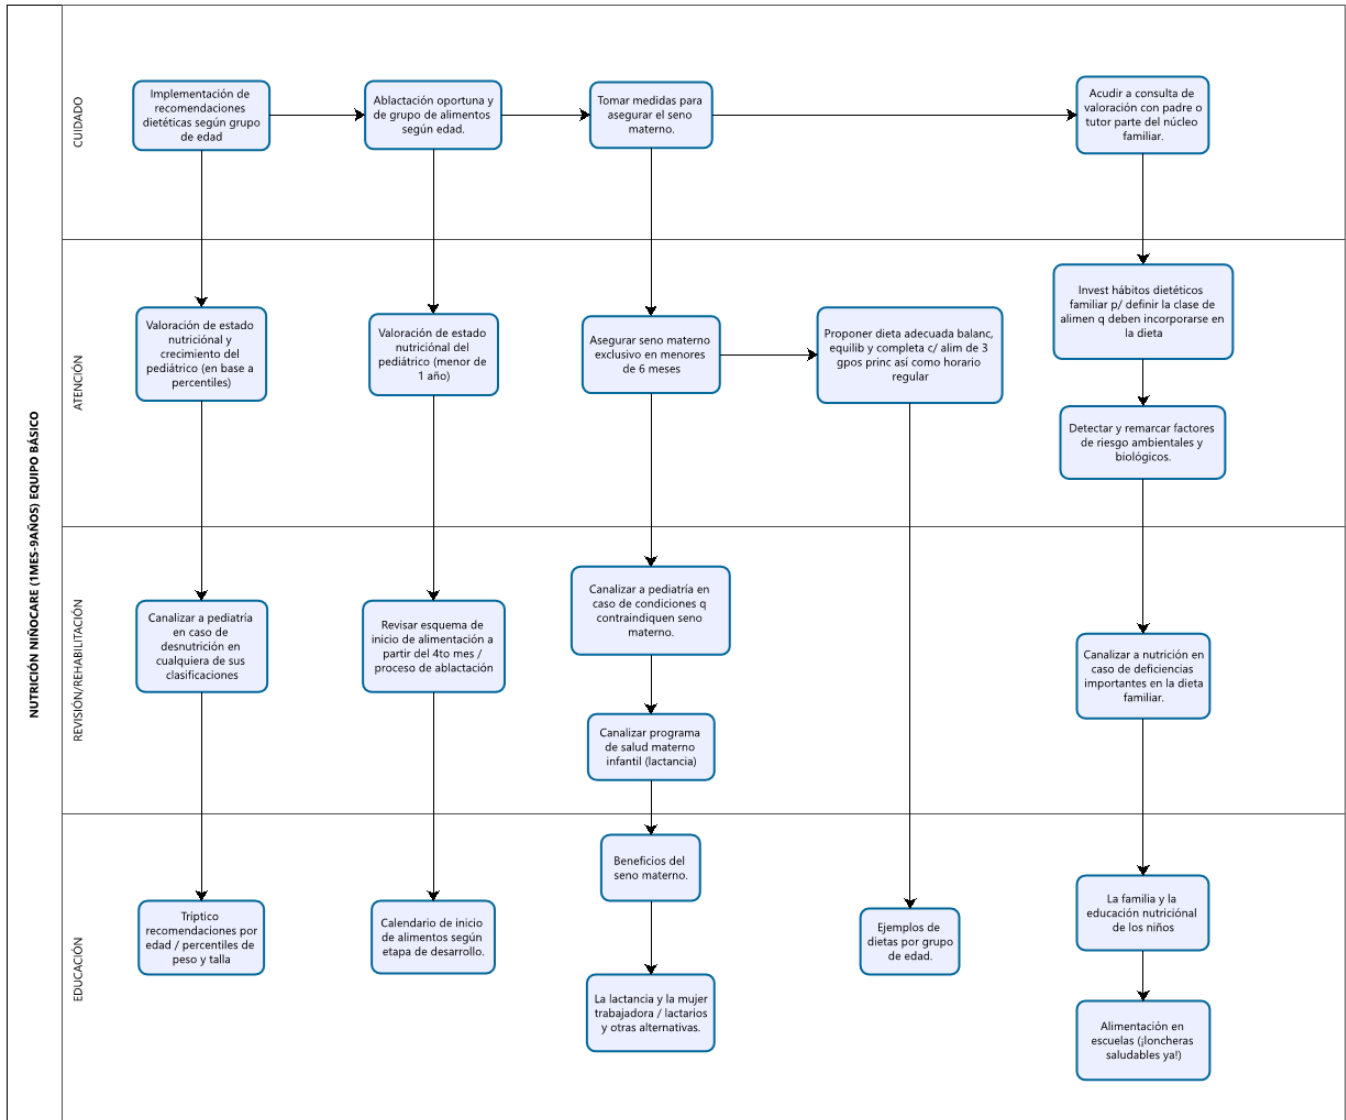 NUTRICIÓN NIÑOCARE (1MES-9AÑOS) EQUIPO BÁSICO
CUIDADO
Implementación de
recomendaciones
dietéticas según grupo
de edad
Ablactación oportuna y
de grupo de alimentos
según edad.
Tomar medidas para
asegurar el seno
materno.
Acudir a consulta de
valoración con padre o
tutor parte del núcleo
familiar.
ATENCIÓN
Valoración de estado
nutriciónal y
crecimiento del
pediátrico (en base a
percentiles)
Valoración de estado
nutriciónal del
pediátrico (menor de
1 año)
Asegurar seno materno
exclusivo en menores
de 6 meses
Proponer dieta adecuada balanc,
equilib y completa c/ alim de 3
gpos princ así como horario
regular
Invest hábitos dietéticos
familiar p/ definir la clase de
alimen q deben incorporarse en
la dieta
Detectar y remarcar factores
de riesgo ambientales y
biológicos.
REVISIÓN/REHABILITACIÓN
Canalizar a pediatría
en caso de
desnutrición en
cualquiera de sus
clasificaciones
Revisar esquema de
inicio de alimentación a
partir del 4to mes /
proceso de ablactación
Canalizar a pediatría en
caso de condiciones q
contraindiquen seno
materno.
Canalizar programa
de salud materno
infantil (lactancia)
Canalizar a nutrición en
caso de deficiencias
importantes en la dieta
familiar.
EDUCACIÓN
Tríptico
recomendaciones por
edad / percentiles de
peso y talla
Calendario de inicio
de alimentos según
etapa de desarrollo.
Beneficios del
seno materno.
La lactancia y la mujer
trabajadora / lactarios
y otras alternativas.
Ejemplos de
dietas por grupo
de edad.
La familia y la
educación nutriciónal
de los niños
Alimentación en
escuelas (¡loncheras
saludables ya!)